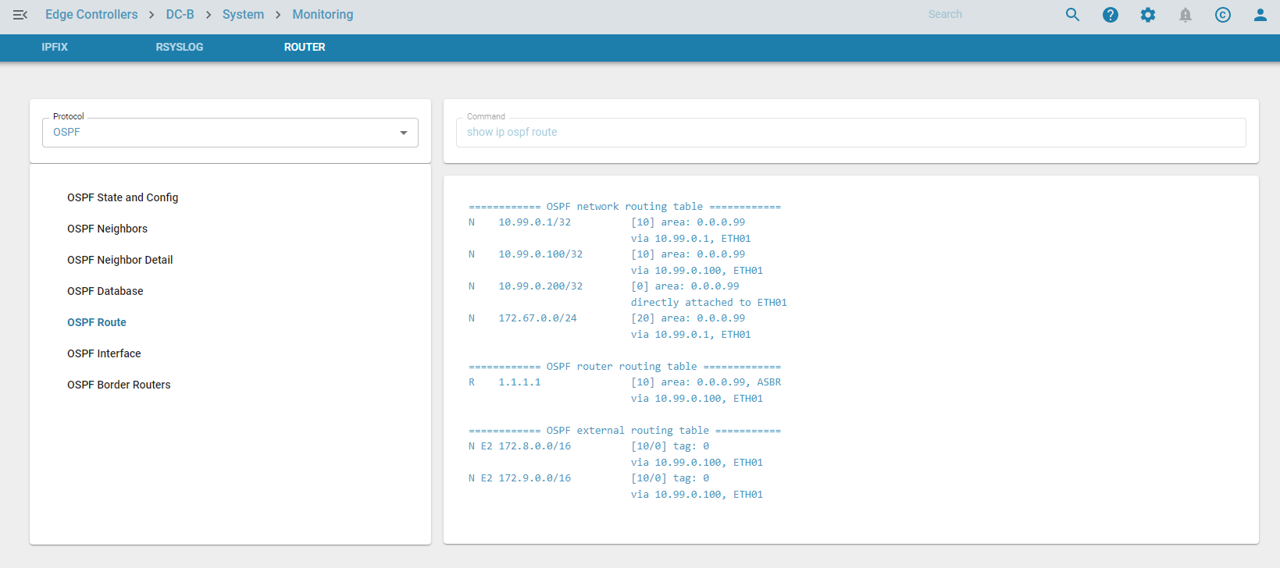 Edge Controllers > DC-B > System > Monitoring
Search
IPFIX RSYSLOG ROUTER
Protocol
OSPF
Command
show ip ospf route
OSPF State and Config
OSPF Neighbors
OSPF Neighbor Detail
OSPF Database
OSPF Route
OSPF Interface
OSPF Border Routers
============ OSPF network routing table ============
N    10.99.0.1/32          [10] area: 0.0.0.99
                           via 10.99.0.1, ETH01
N    10.99.0.100/32        [10] area: 0.0.0.99
                           via 10.99.0.100, ETH01
N    10.99.0.200/32        [0] area: 0.0.0.99
                           directly attached to ETH01
N    172.67.0.0/24         [20] area: 0.0.0.99
                           via 10.99.0.1, ETH01
============ OSPF router routing table =============
R    1.1.1.1               [10] area: 0.0.0.99, ASBR
                           via 10.99.0.100, ETH01
============ OSPF external routing table ===========
N E2 172.8.0.0/16          [10/0] tag: 0
                           via 10.99.0.100, ETH01
N E2 172.9.0.0/16          [10/0] tag: 0
                           via 10.99.0.100, ETH01